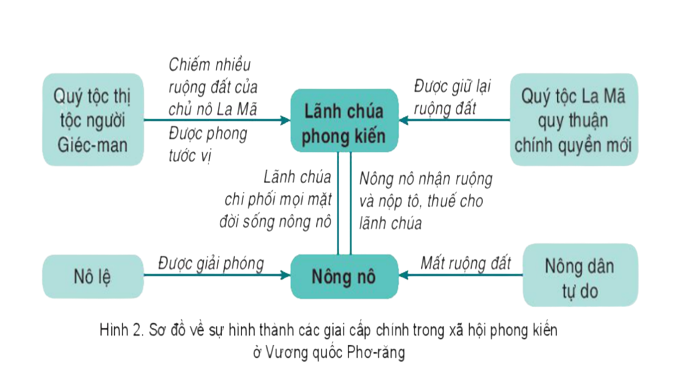 Quý tộc thị
tộc người
Giéc-man
Chiếm nhiều
ruộng đất của
chủ nô La Mã
Được phong
tước vị
Lãnh chúa
phong kiến
Được giữ lại
ruộng đất
Quý tộc La Mã
quy thuận
chính quyền mới
Lãnh chúa
chi phối mọi mặt
đời sống nông nô
Nông nô nhận ruộng
và nộp tô, thuế cho
lãnh chúa
Nô lệ
Được giải phóng
Nông nô
Mất ruộng đất
Nông dân
tự do
Hình 2. Sơ đồ về sự hình thành các giai cấp chính trong xã hội phong kiến
ở Vương quốc Phơ-răng